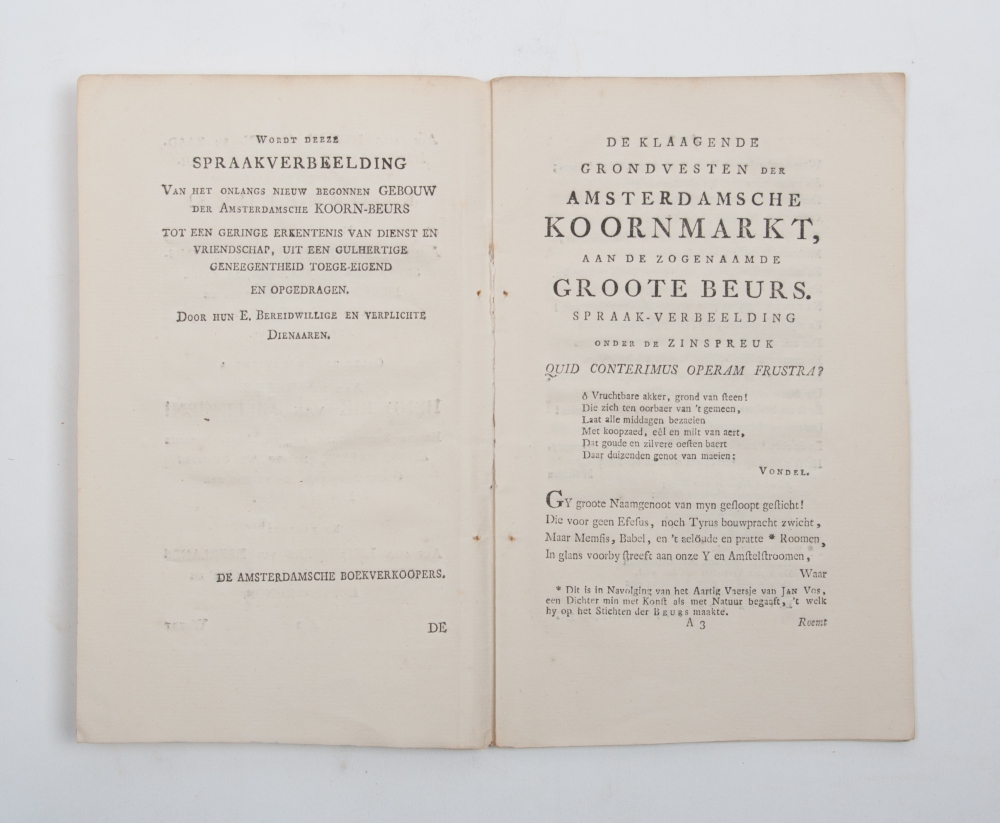 WORDT DEEZE
SPRAAKVERBEELDING
VAN HET ONLANGS NIEUW BEGONNEN GEBOUW
DER AMSTERDAMSCHE KOORN-BEURS
TOT EEN GERINGE ERKENTENIS VAN DIENST EN
VRIENDSCHAP, UIT EEN GULHERTIGE
GENEEGENTHEID TOEGE-EIGEND
EN OPGEDRAGEN.
DOOR HUN E. BEREIDWILLIGE EN VERPLICHTE
DIENAAREN.
DE AMSTERDAMSCHE BOEKVERKOOPERS.
DE
DE KLAAGENDE
GRONDVESTEN DER
AMSTERDAMSCHE
KOORNMARKT,
AAN DE ZOGENAAMDE
GROOTE BEURS.
SPRAAK-VERBEELDING
ONDER DE ZINSPREUK
QUID CONTERIMUS OPERAM FRUSTRA?
ô Vruchtbare akker, grond van ſteen!
Die zich ten oorbaer van 't gemeen,
Laat alle middagen bezaeien
Met koopzaed, eêl en milt van aert,
Dat goude en zilvere oeſten baert
Daar duizenden genot van maeien:
VONDEL.
GY groote Naamgenoot van myn geſloopt geſticht!
Die voor geen Efeſus, noch Tyrus bouwpracht zwicht,
Maar Memfis, Babel, en 't aeloude en pratte * Roomen,
In glans voorby ſtreeft aan onze Y en Amſtelſtroomen,
Waar
* Dit is in Navolging van het Aartig Vaersje van JAN VOS,
een Dichter min met Konſt als met Natuur begaaft, 't welk
hy op het Stichten der BEURS maakte.
A 3 Roemt